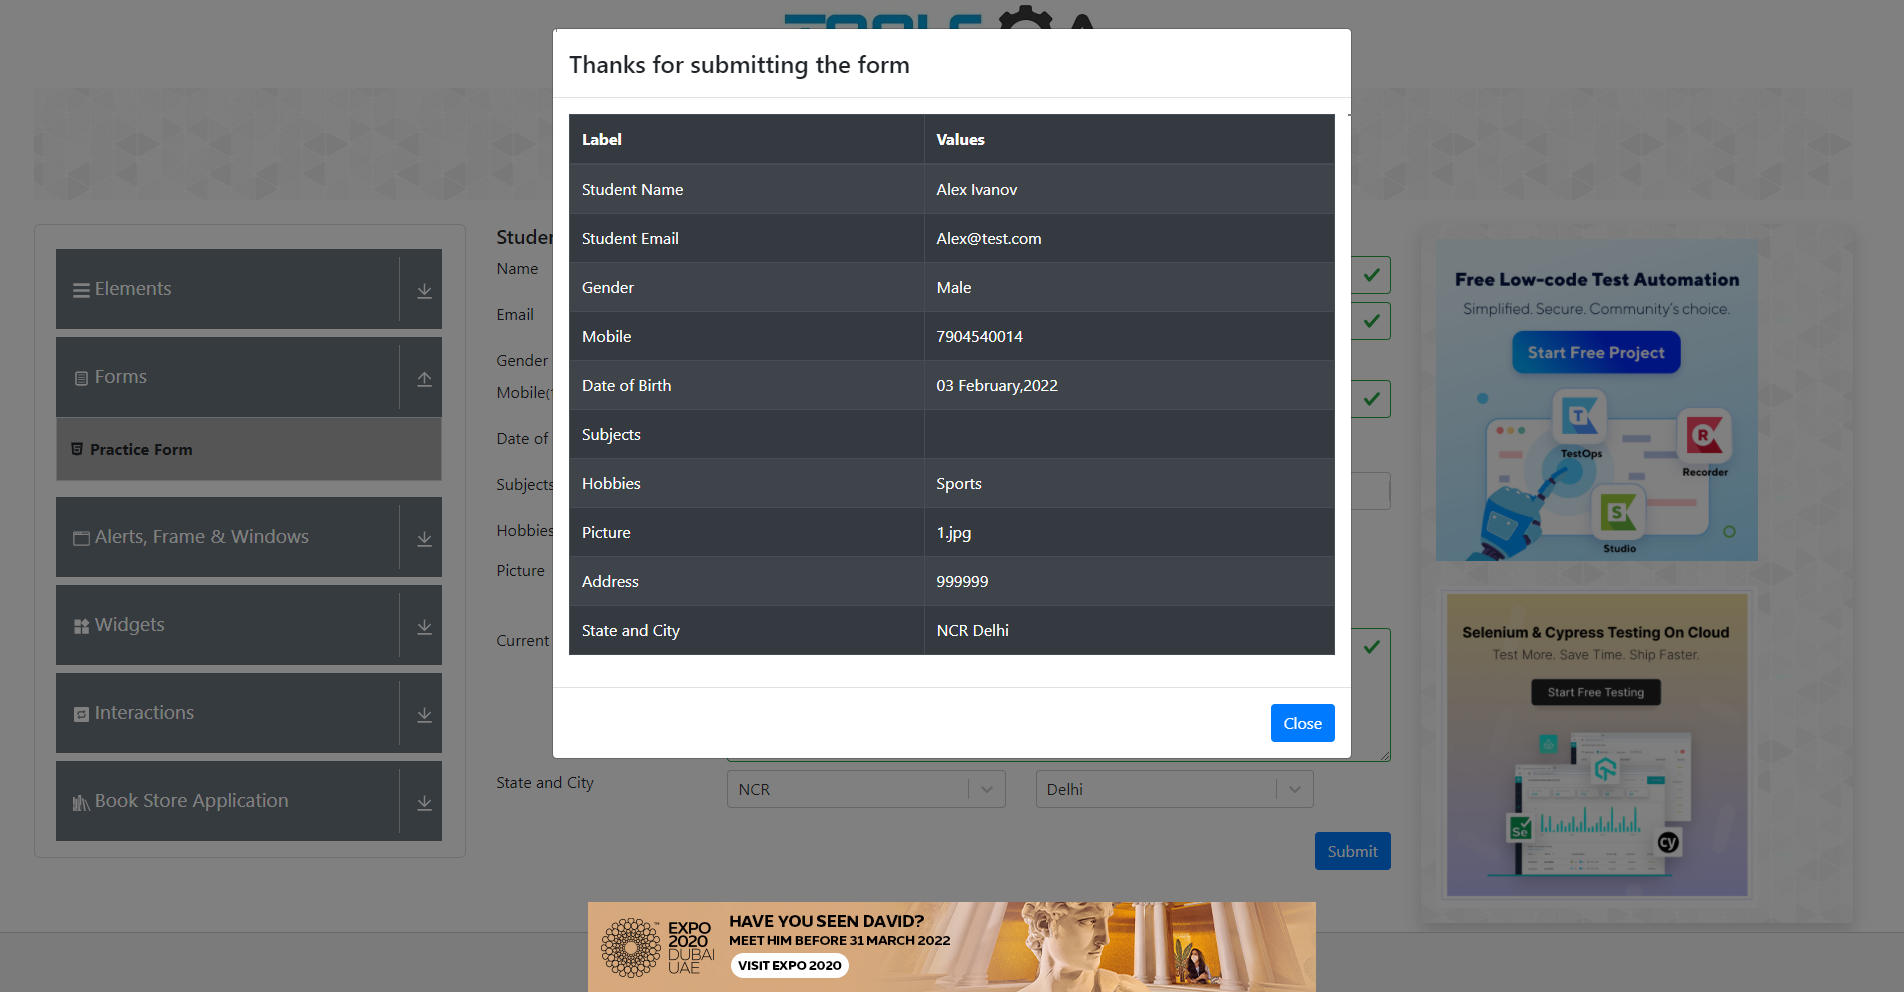 TOOLS QA
Thanks for submitting the form
Label Values
Student Name Alex Ivanov
Student Email Alex@test.com
Gender Male
Mobile 7904540014
Date of Birth 03 February,2022
Subjects
Hobbies Sports
Picture 1.jpg
Address 999999
State and City NCR Delhi
Close
Elements
Forms
Practice Form
Alerts, Frame & Windows
Widgets
Interactions
Book Store Application
Name
Email
Gender
Date of
Subjects
Hobbies
Picture
Current
State and City NCR Delhi
Submit
Free Low-code Test Automation
Simplified. Secure. Community's choice.
Start Free Project
T
TestOps
R
Recorder
S
Studio
Selenium & Cypress Testing On Cloud
Test More. Save Time. Ship Faster.
Start Free Testing
Se
cy
EXPO
2020
DUBAI
UAE
HAVE YOU SEEN DAVID?
MEET HIM BEFORE 31 MARCH 2022
VISIT EXPO 2020